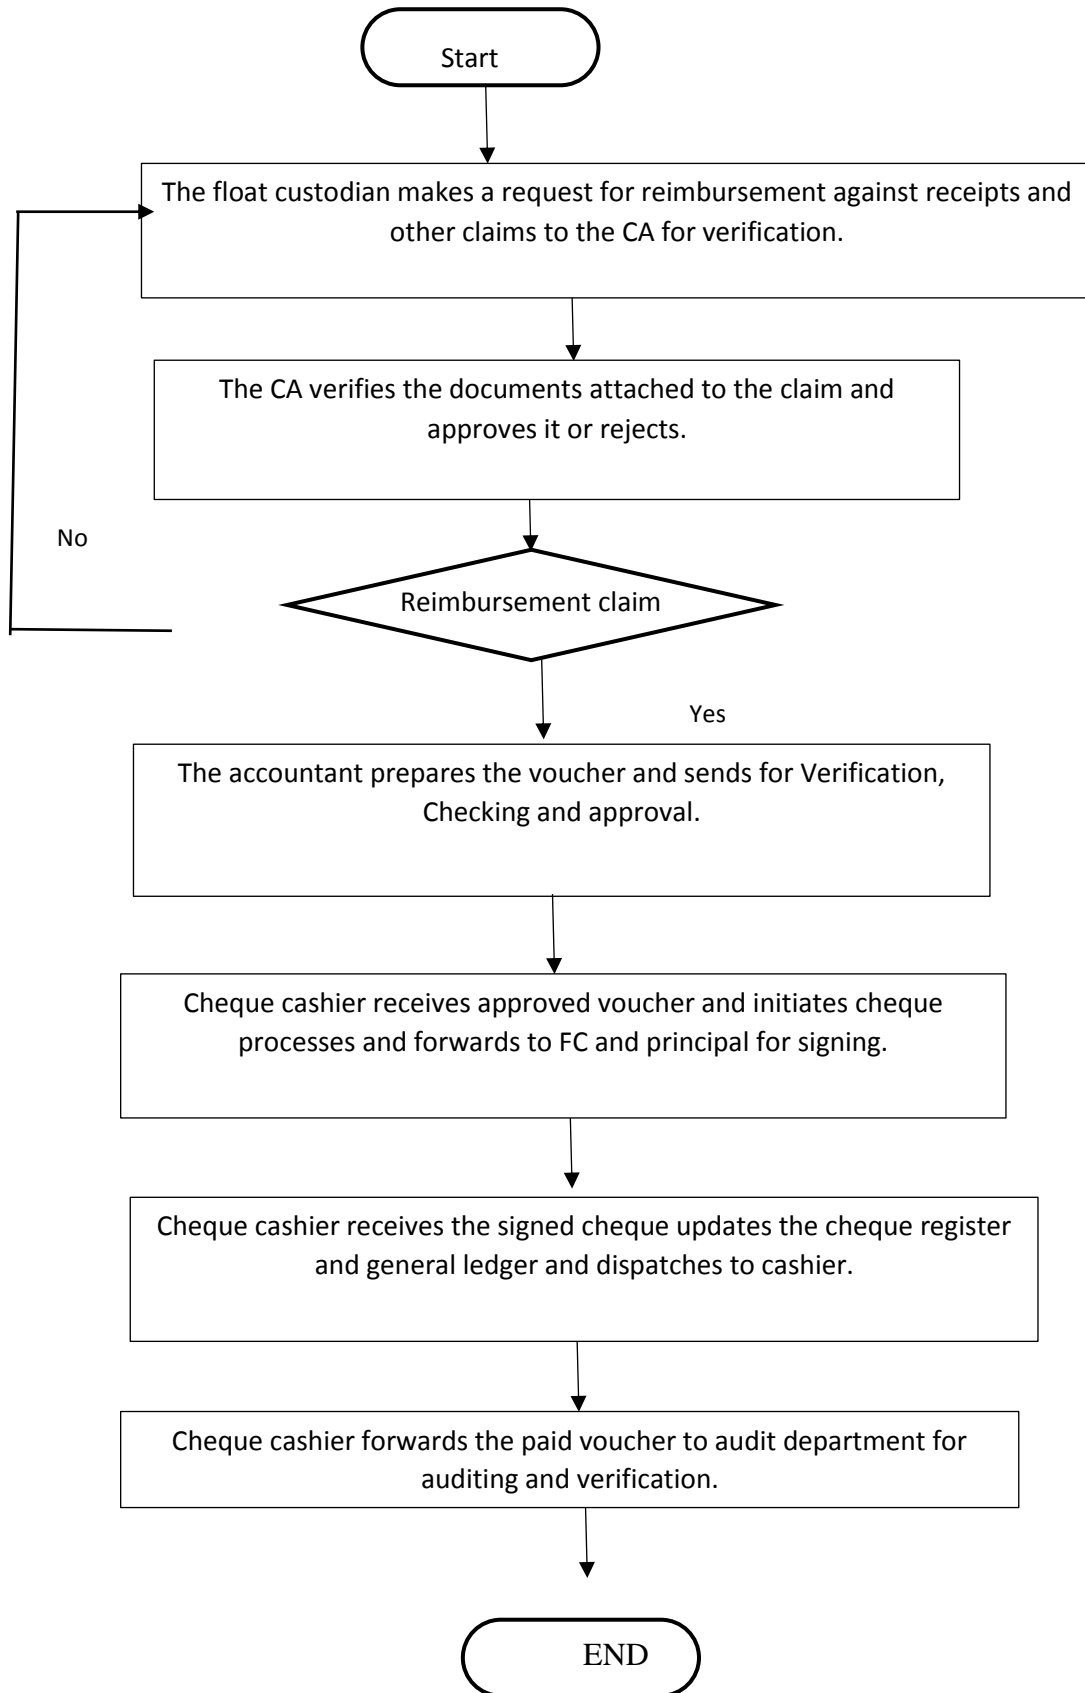 Start
The float custodian makes a request for reimbursement against receipts and
other claims to the CA for verification.
The CA verifies the documents attached to the claim and
approves it or rejects.
No
Reimbursement claim
Yes
The accountant prepares the voucher and sends for Verification,
Checking and approval.
Cheque cashier receives approved voucher and initiates cheque
processes and forwards to FC and principal for signing.
Cheque cashier receives the signed cheque updates the cheque register
and general ledger and dispatches to cashier.
Cheque cashier forwards the paid voucher to audit department for
auditing and verification.
END